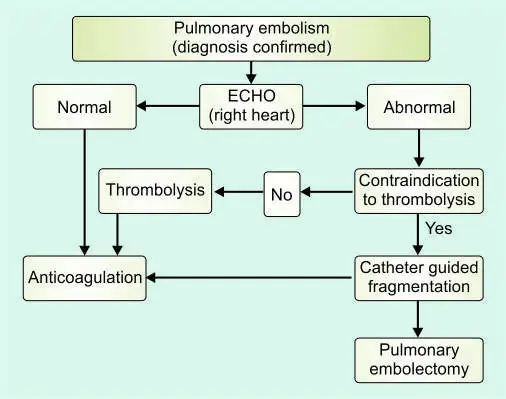 Pulmonary embolism
(diagnosis confirmed)
Normal
ECHO
(right heart)
Abnormal
Thrombolysis
No
Contraindication
to thrombolysis
Yes
Anticoagulation
Catheter guided
fragmentation
Pulmonary
embolectomy